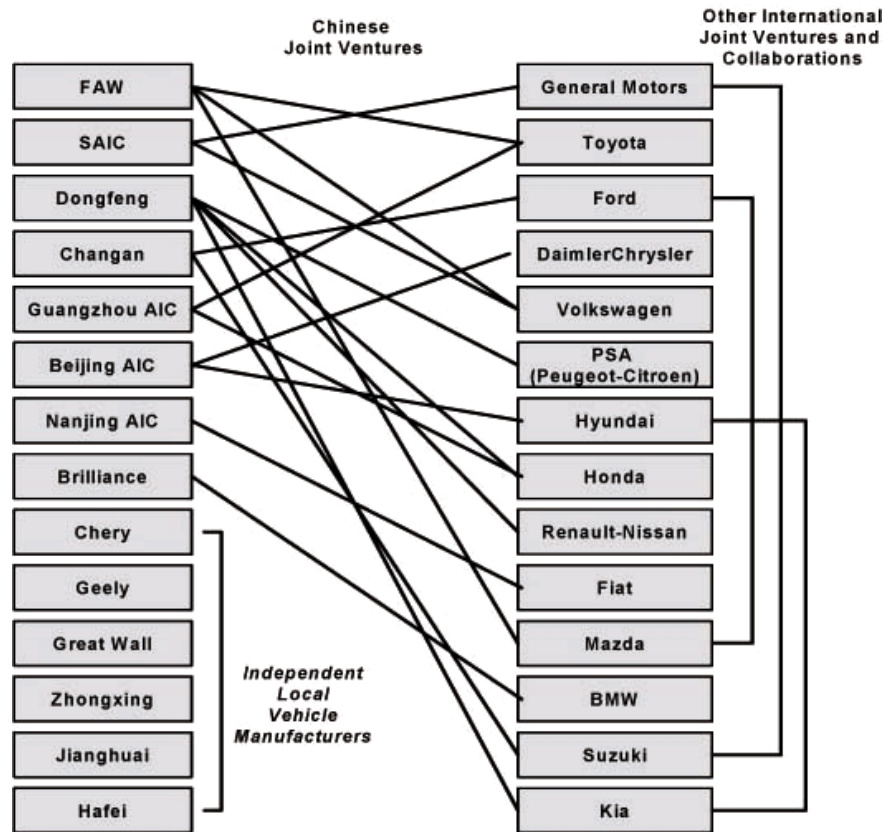 Chinese
Joint Ventures
Other International
Joint Ventures and
Collaborations
FAW
SAIC
Dongfeng
Changan
Guangzhou AIC
Beijing AIC
Nanjing AIC
Brilliance
Chery
Geely
Great Wall
Zhongxing
Jianghuai
Hafei
Independent
Local
Vehicle
Manufacturers
General Motors
Toyota
Ford
DaimlerChrysler
Volkswagen
PSA
(Peugeot-Citroen)
Hyundai
Honda
Renault-Nissan
Fiat
Mazda
BMW
Suzuki
Kia